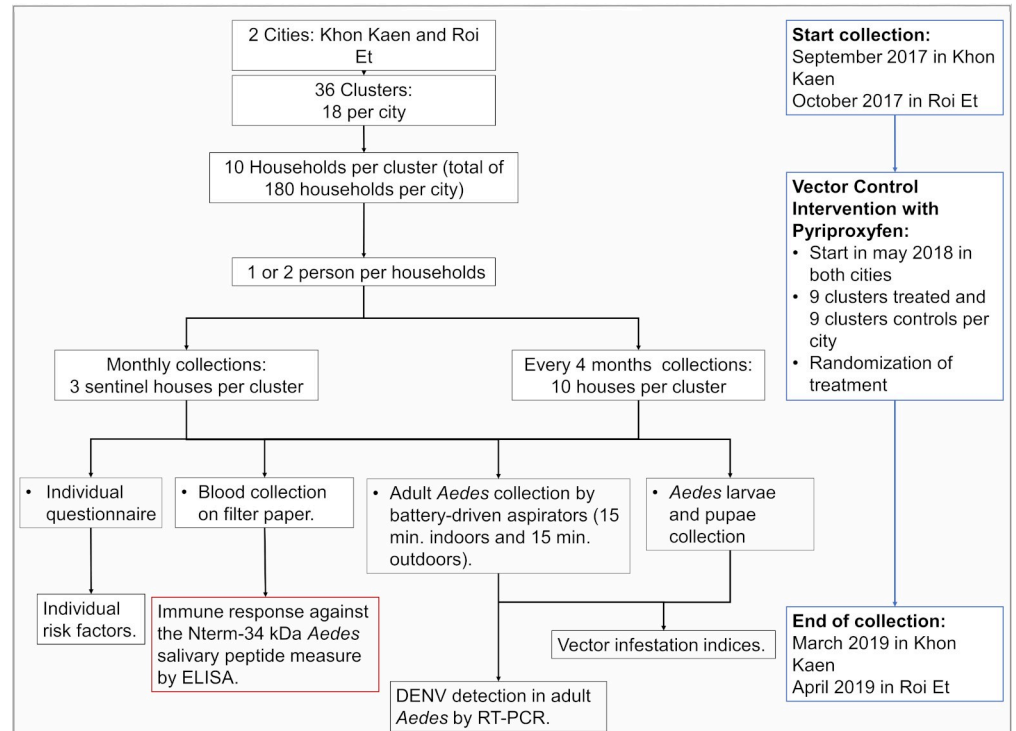 2 Cities: Khon Kaen and Roi
Et
36 Clusters:
18 per city
10 Households per cluster (total of
180 households per city)
1 or 2 person per households
Monthly collections:
3 sentinel houses per cluster
Every 4 months collections:
10 houses per cluster
• Individual
questionnaire
• Blood collection
on filter paper.
• Adult Aedes collection by
battery-driven aspirators (15
min. indoors and 15 min.
outdoors).
• Aedes larvae
and pupae
collection
Individual
risk factors.
Immune response against
the Nterm-34 kDa Aedes
salivary peptide measure
by ELISA.
Vector infestation indices.
DENV detection in adult
Aedes by RT-PCR.
Start collection:
September 2017 in Khon
Kaen
October 2017 in Roi Et
Vector Control
Intervention with
Pyriproxyfen:
• Start in may 2018 in
both cities
• 9 clusters treated and
9 clusters controls per
city
• Randomization of
treatment
End of collection:
March 2019 in Khon
Kaen
April 2019 in Roi Et